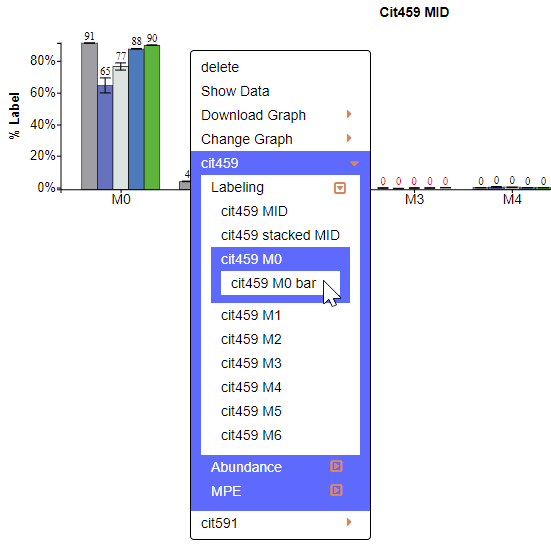 Cit459 MID
% Label
80%
60%
40%
20%
0%
91
65
77
88
90
4
0 0 0 0 0
0 0 0 0 0
M0
M3
M4
delete
Show Data
Download Graph
Change Graph
cit459
Labeling
cit459 MID
cit459 stacked MID
cit459 M0
cit459 M0 bar
cit459 M1
cit459 M2
cit459 M3
cit459 M4
cit459 M5
cit459 M6
Abundance
MPE
cit591